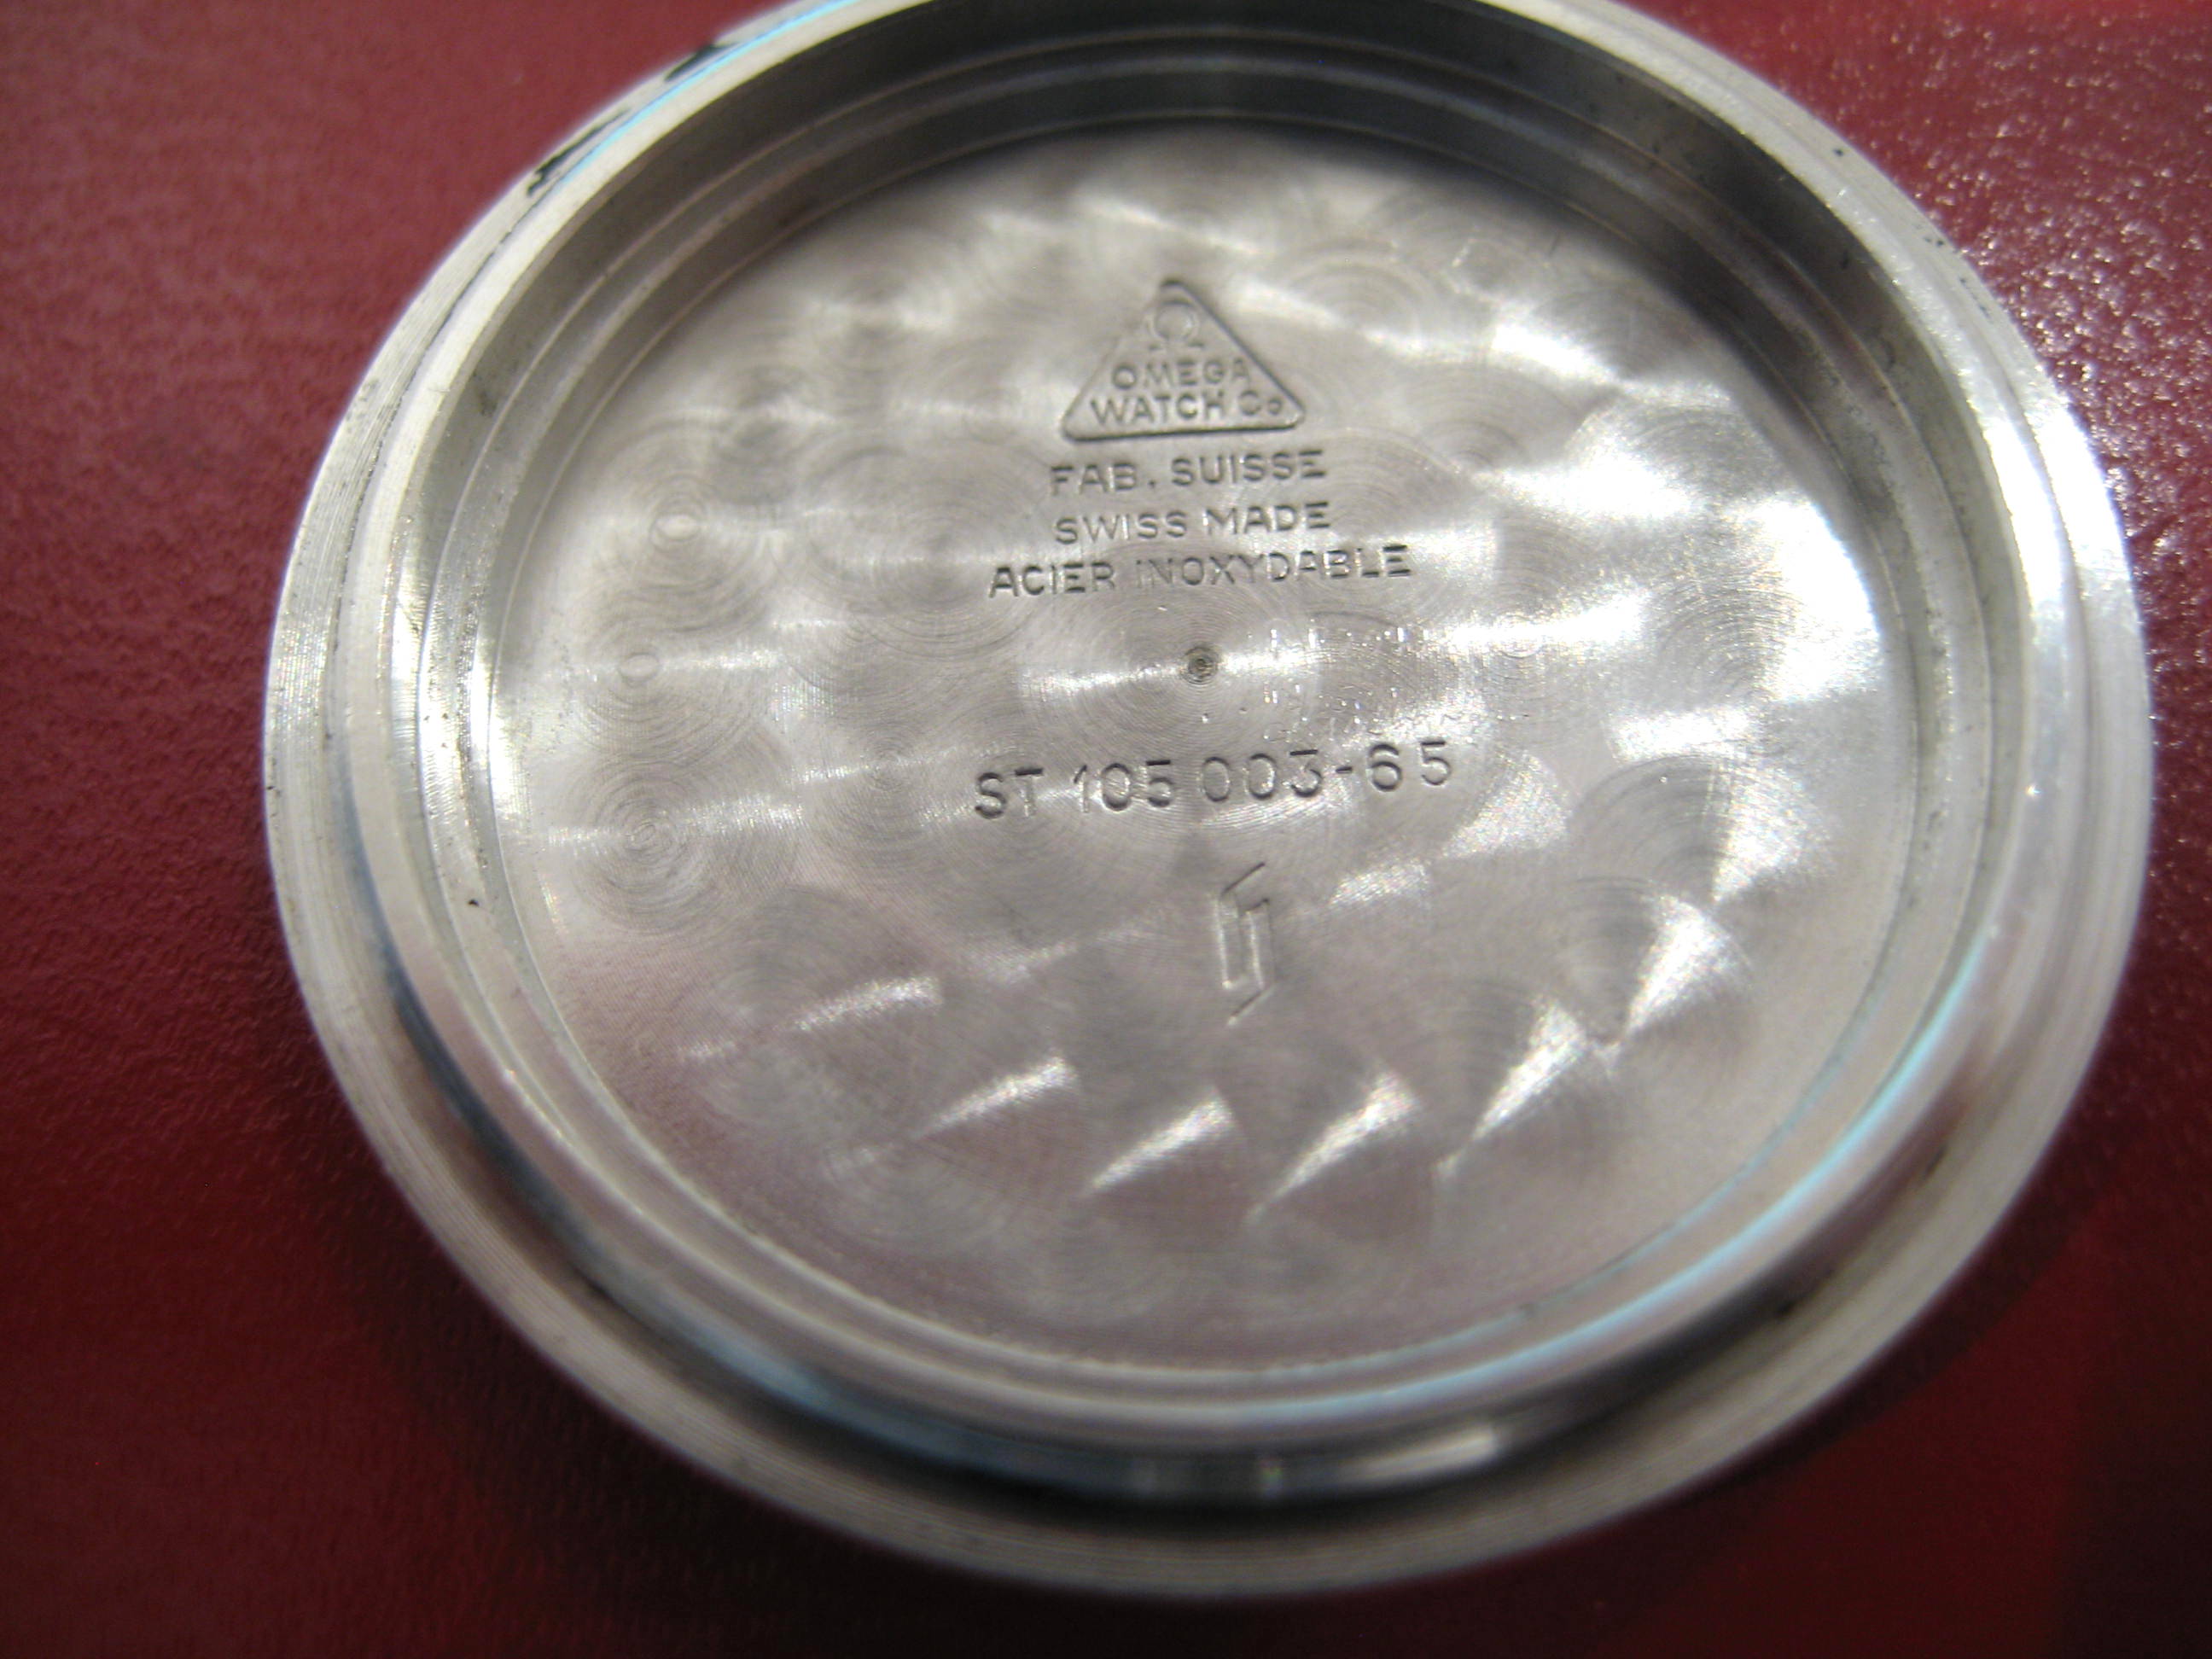 Ω
OMEGA
WATCH Co
FAB. SUISSE
SWISS MADE
ACIER INOXYDABLE
ST 105 003-65